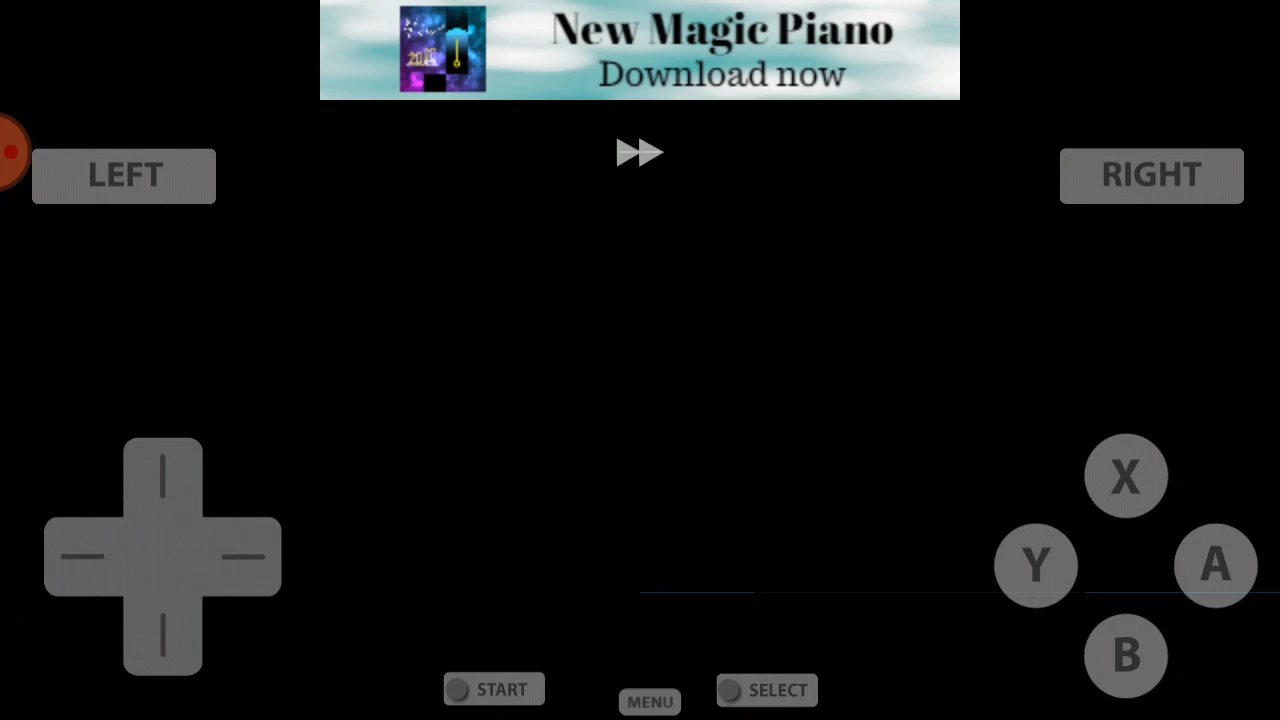 New Magic Piano
Download now
LEFT
RIGHT
X
Y
A
B
START
SELECT
MENU